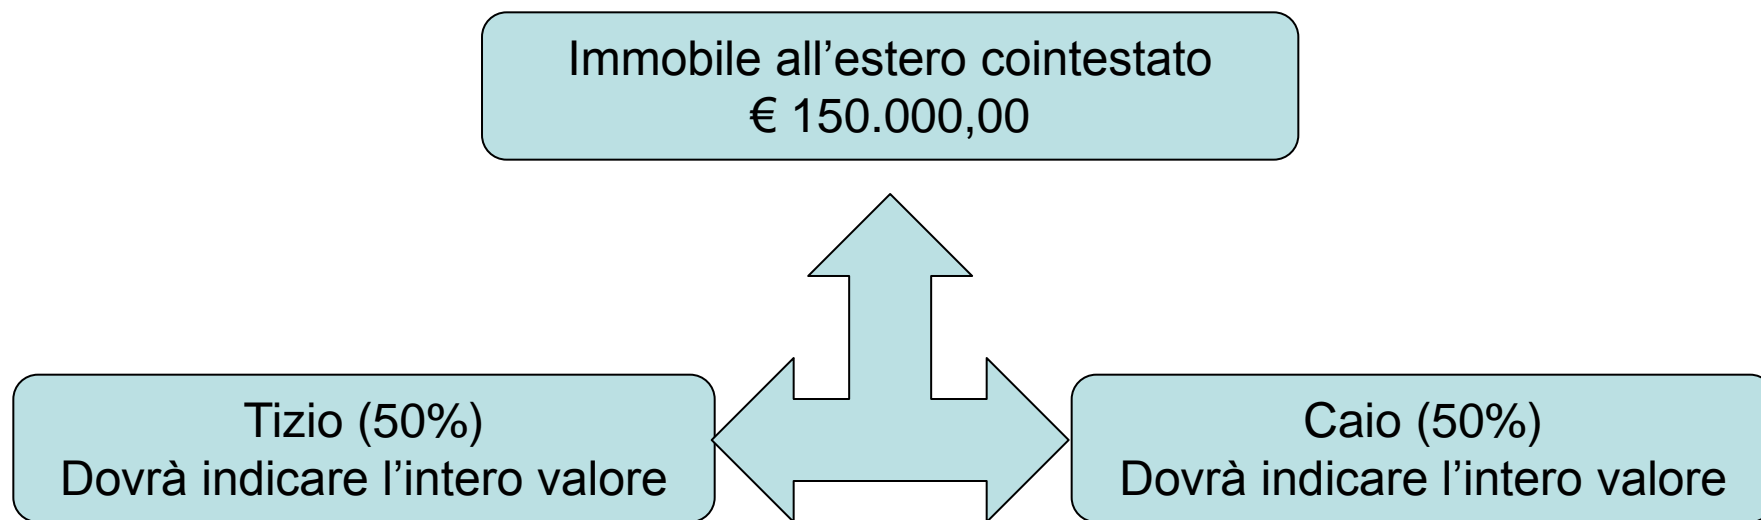 Immobile all’estero cointestato
€ 150.000,00
Tizio (50%)
Dovrà indicare l’intero valore
Caio (50%)
Dovrà indicare l’intero valore